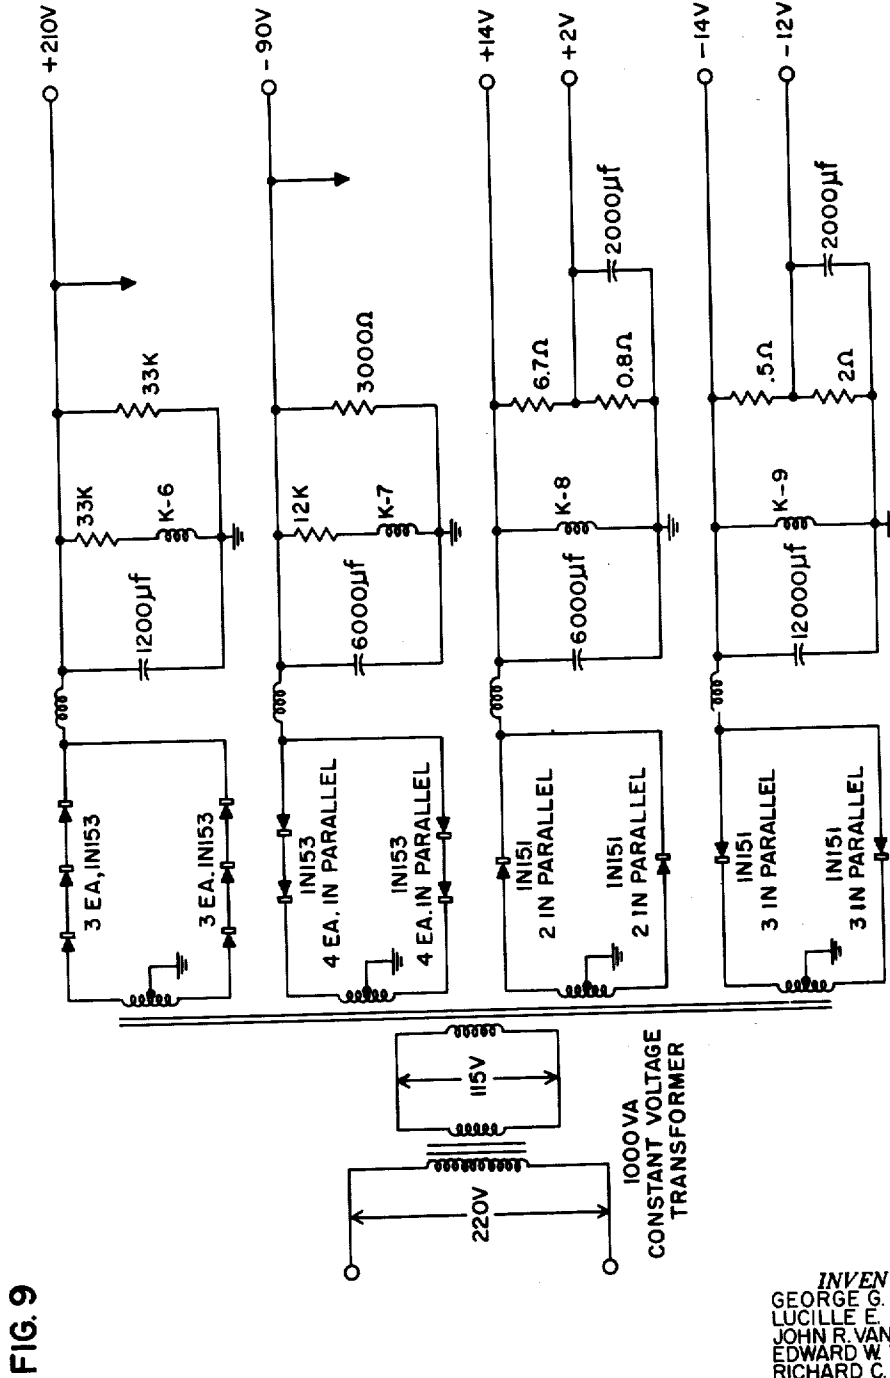 FIG. 9
220V
1000VA
CONSTANT VOLTAGE
TRANSFORMER
115V
3 EA, IN153
3 EA. IN153
33K
K-6
1200µf
33K
+210V
IN153
4 EA. IN PARALLEL
IN153
4 EA. IN PARALLEL
12K
K-7
6000µf
3000Ω
-90V
IN151
2 IN PARALLEL
IN151
2 IN PARALLEL
K-8
6000µf
6.7Ω
0.8Ω
2000µf
+14V
+2V
IN151
3 IN PARALLEL
IN151
3 IN PARALLEL
K-9
12000µf
.5Ω
2Ω
2000µf
-14V
-12V
INVEN
GEORGE G.
LUCILLE E.
JOHN R. VAN
EDWARD W.
RICHARD C.